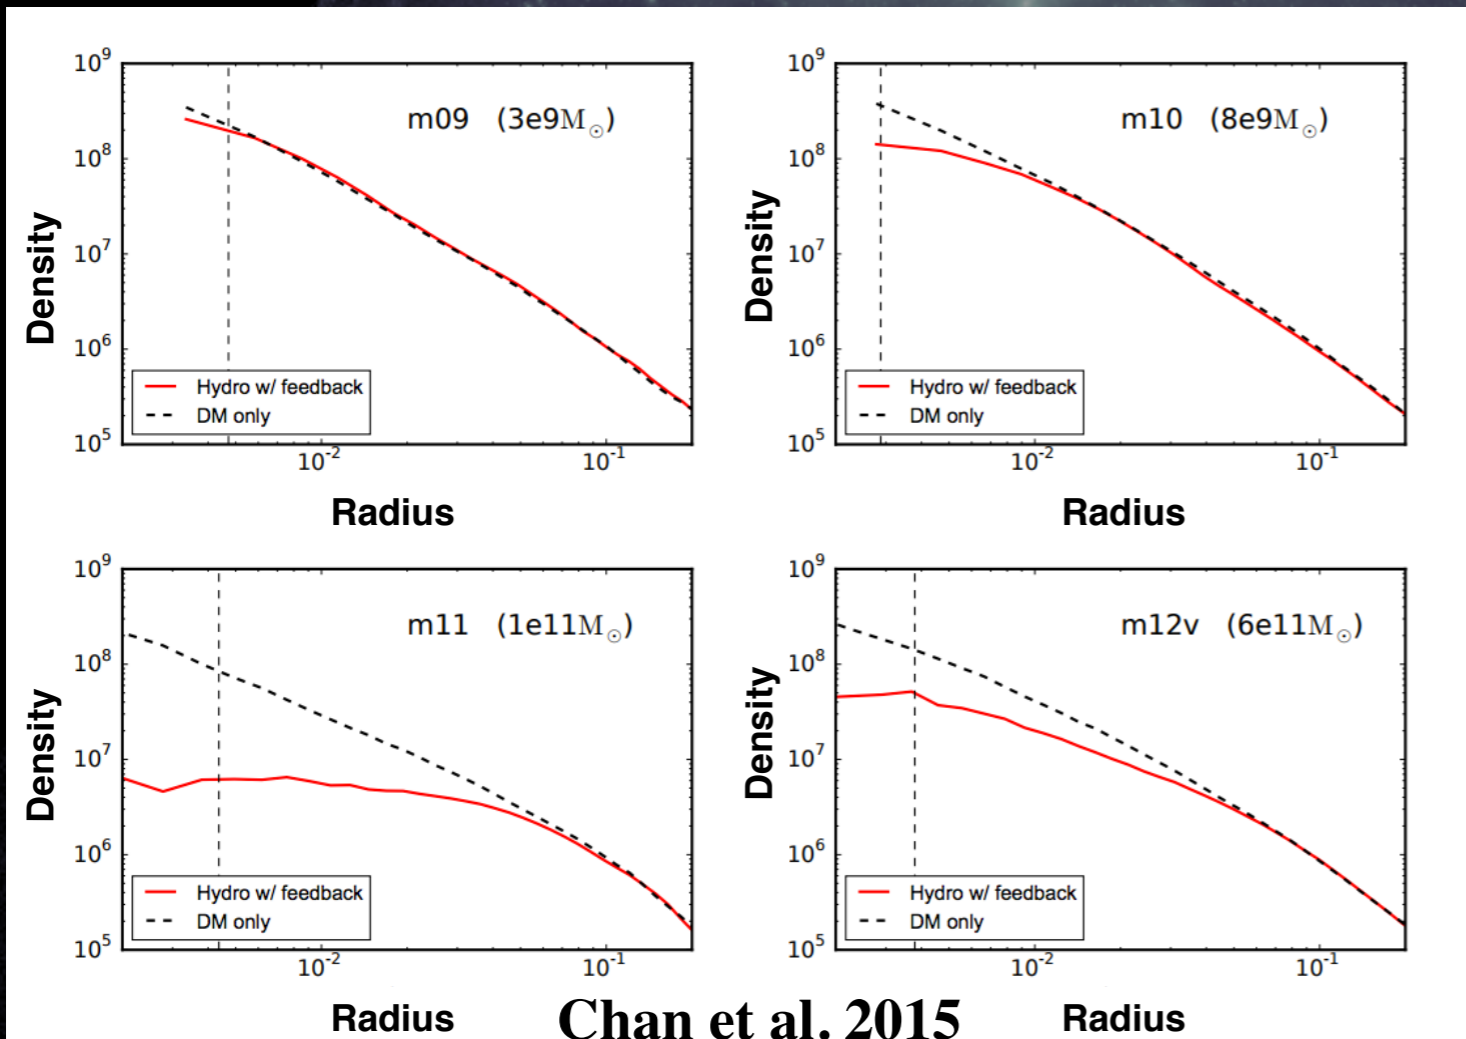 10^9
10^8
10^7
10^6
10^5
Density
m09 (3e9M_⊙)
Hydro w/ feedback
DM only
10^-2
10^-1
Radius
10^9
10^8
10^7
10^6
10^5
Density
m10 (8e9M_⊙)
Hydro w/ feedback
DM only
10^-2
10^-1
Radius
10^9
10^8
10^7
10^6
10^5
Density
m11 (1e11M_⊙)
Hydro w/ feedback
DM only
10^-2
10^-1
Radius
10^9
10^8
10^7
10^6
10^5
Density
m12v (6e11M_⊙)
Hydro w/ feedback
DM only
10^-2
10^-1
Radius
Chan et al. 2015